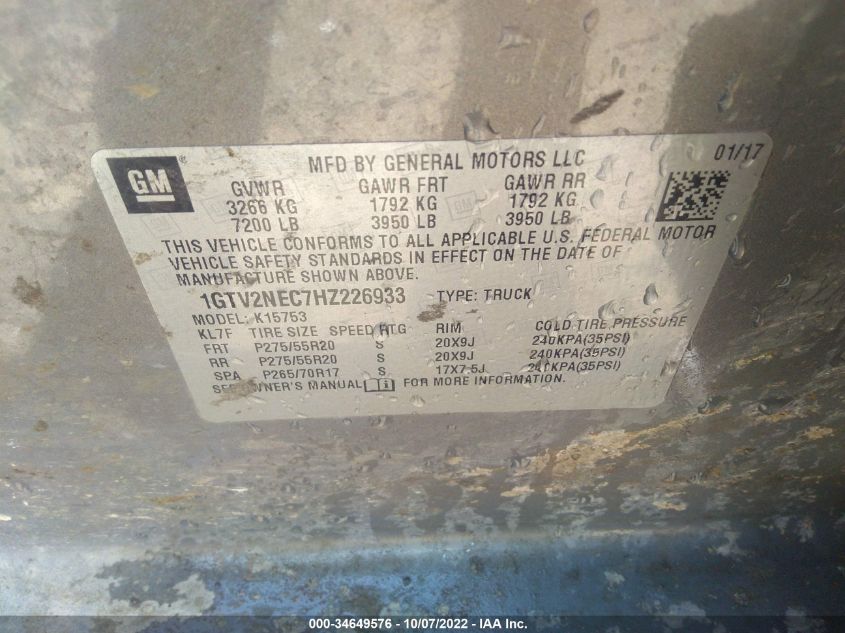 GM
MFD BY GENERAL MOTORS LLC 01/17
GVWR GAWR FRT GAWR RR
3266 KG 1792 KG 1792 KG
7200 LB 3950 LB 3950 LB
THIS VEHICLE CONFORMS TO ALL APPLICABLE U.S. FEDERAL MOTOR
VEHICLE SAFETY STANDARDS IN EFFECT ON THE DATE OF
MANUFACTURE SHOWN ABOVE.
1GTV2NEC7HZ226933 TYPE: TRUCK
MODEL: K15753
KL7F TIRE SIZE SPEED RTG RIM COLD TIRE PRESSURE
FRT P275/55R20 S 20X9J 240KPA(35PSI)
RR P275/55R20 S 20X9J 240KPA(35PSI)
SPA P265/70R17 S 17X7.5J 240KPA(35PSI)
SEE OWNER'S MANUAL FOR MORE INFORMATION.
000-34649576 - 10/07/2022 - IAA Inc.